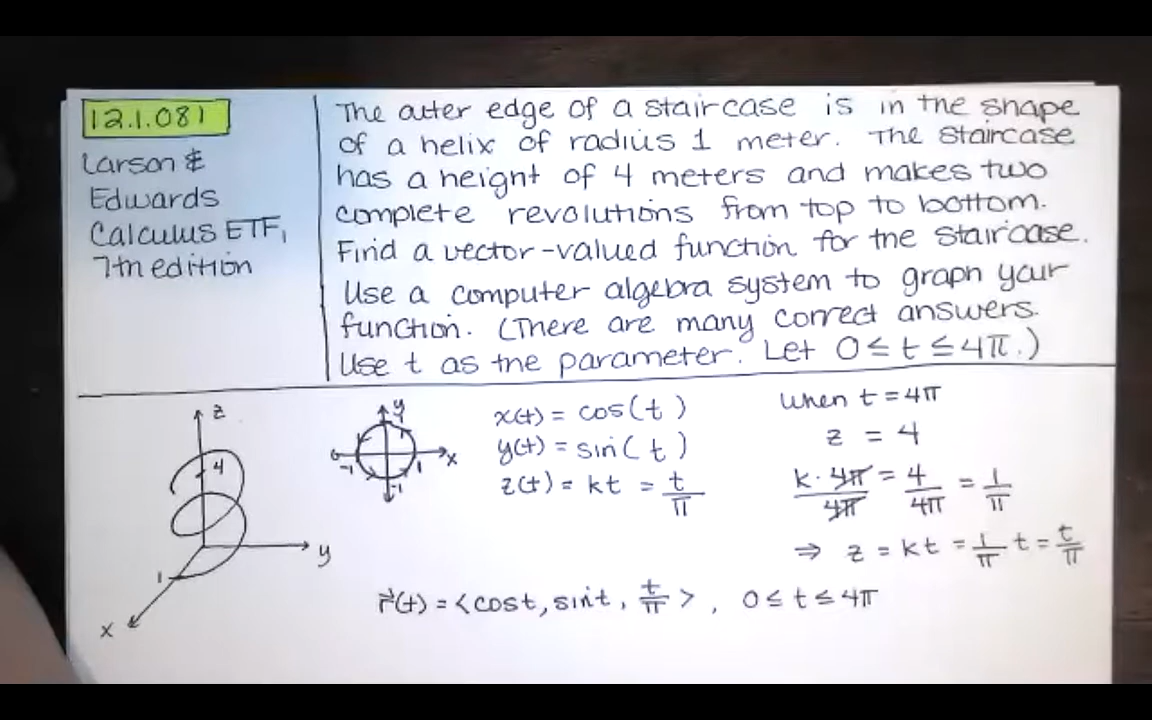 12.1.081
Larson &
Edwards
Calculus ETF,
7th edition
The outer edge of a staircase is in the shape
of a helix of radius 1 meter. The staircase
has a height of 4 meters and makes two
complete revolutions from top to bottom.
Find a vector-valued function for the staircase.
Use a computer algebra system to graph your
function. (There are many correct answers.
Use t as the parameter. Let 0 ≤ t ≤ 4π.)
z
4
y
1
x
y
x
-1
1
-1
x(t) = cos(t)
y(t) = sin(t)
z(t) = kt = t/π
when t = 4π
z = 4
k · 4π/4π = 4/4π = 1/π
⇒ z = kt = 1/π t = t/π
r⃗(t) = <cost, sint, t/π>, 0 ≤ t ≤ 4π